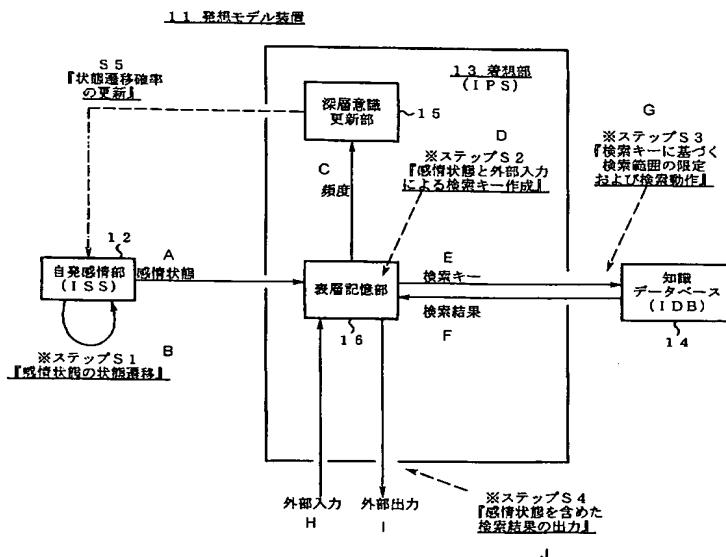 １１ 発想モデル装置
Ｓ５
『状態遷移確率
の更新』
１３ 着想部
（ＩＰＳ）
深層意識
更新部
１５
Ｄ
※ステップＳ２
『感情状態と外部入力
による検索キー作成』
Ｇ
※ステップＳ３
『検索キーに基づく
検索範囲の限定
および検索動作』
Ｃ
頻度
１２
自発感情部
（ＩＳＳ）
Ａ
感情状態
Ｂ
※ステップＳ１
『感情状態の状態遷移』
表層記憶部
１６
Ｅ
検索キー
検索結果
Ｆ
知識
データベース
（ＩＤＢ）
１４
外部入力
Ｈ
外部出力
Ｉ
※ステップＳ４
『感情状態を含めた
検索結果の出力』